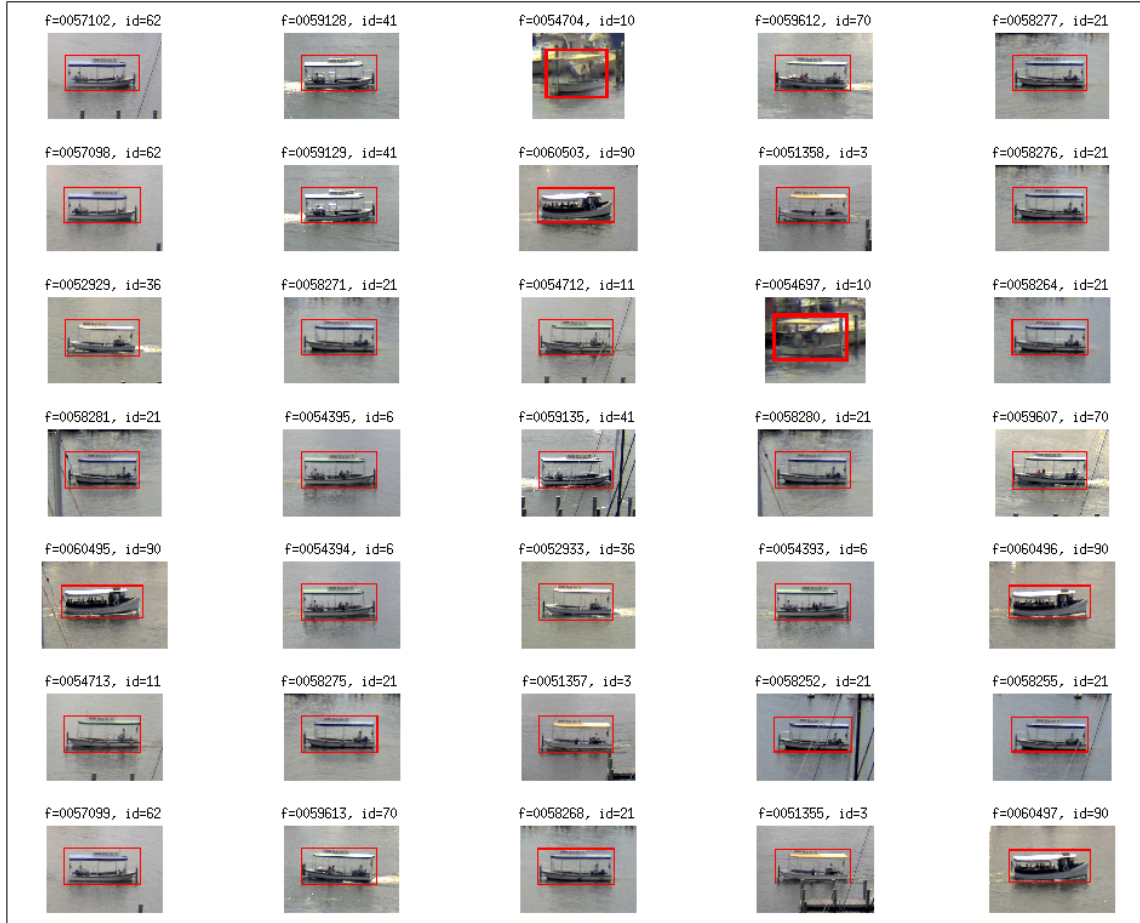 f=0057102, id=62 f=0059128, id=41 f=0054704, id=10 f=0059612, id=70 f=0058277, id=21
f=0057098, id=62 f=0059129, id=41 f=0060503, id=90 f=0051358, id=3 f=0058276, id=21
f=0052929, id=36 f=0058271, id=21 f=0054712, id=11 f=0054697, id=10 f=0058264, id=21
f=0058281, id=21 f=0054395, id=6 f=0059135, id=41 f=0058280, id=21 f=0059607, id=70
f=0060495, id=90 f=0054394, id=6 f=0052933, id=36 f=0054393, id=6 f=0060496, id=90
f=0054713, id=11 f=0058275, id=21 f=0051357, id=3 f=0058252, id=21 f=0058255, id=21
f=0057099, id=62 f=0059613, id=70 f=0058268, id=21 f=0051355, id=3 f=0060497, id=90